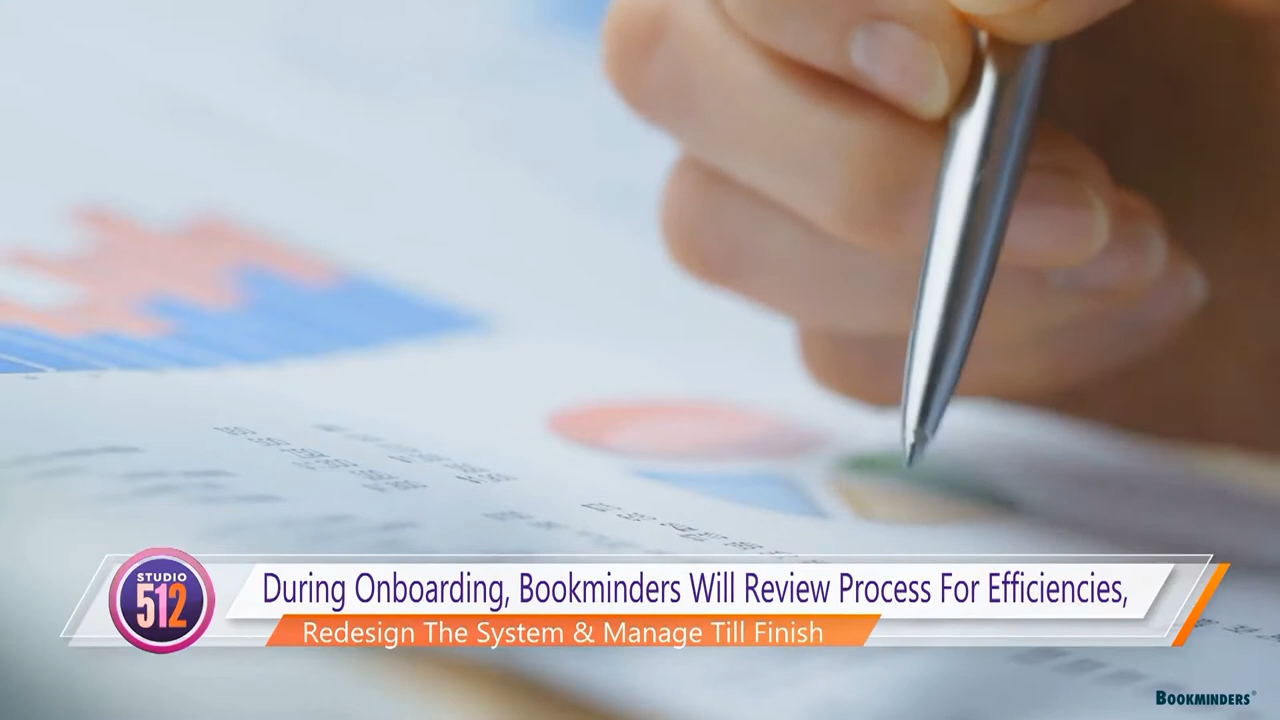 STUDIO
512
During Onboarding, Bookminders Will Review Process For Efficiencies,
Redesign The System & Manage Till Finish
BOOKMINDERS®